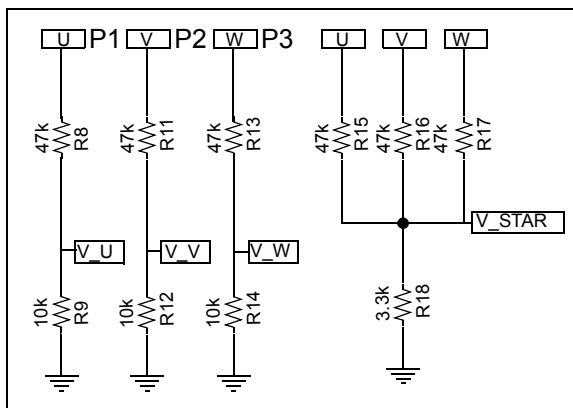 U P1 V P2 W P3 U V W
47k R8 47k R11 47k R13 47k R15 47k R16 47k R17
V_STAR
V_U V_V V_W
10k R9 10k R12 10k R14 3.3k R18